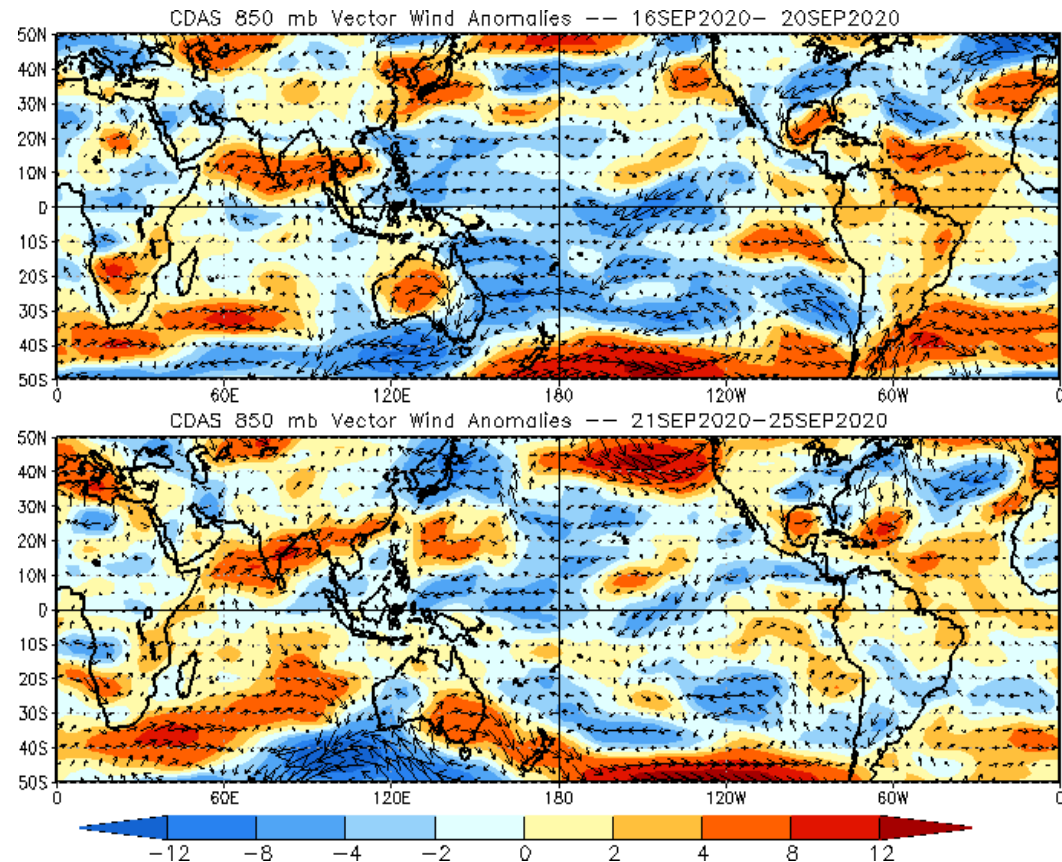 CDAS 850 mb Vector Wind Anomalies -- 16SEP2020- 20SEP2020
50N
40N
30N
20N
10N
0
10S
20S
30S
40S
50S
0 60E 120E 180 120W 60W 0
CDAS 850 mb Vector Wind Anomalies -- 21SEP2020-25SEP2020
50N
40N
30N
20N
10N
0
10S
20S
30S
40S
50S
0 60E 120E 180 120W 60W 0
-12 -8 -4 -2 0 2 4 8 12